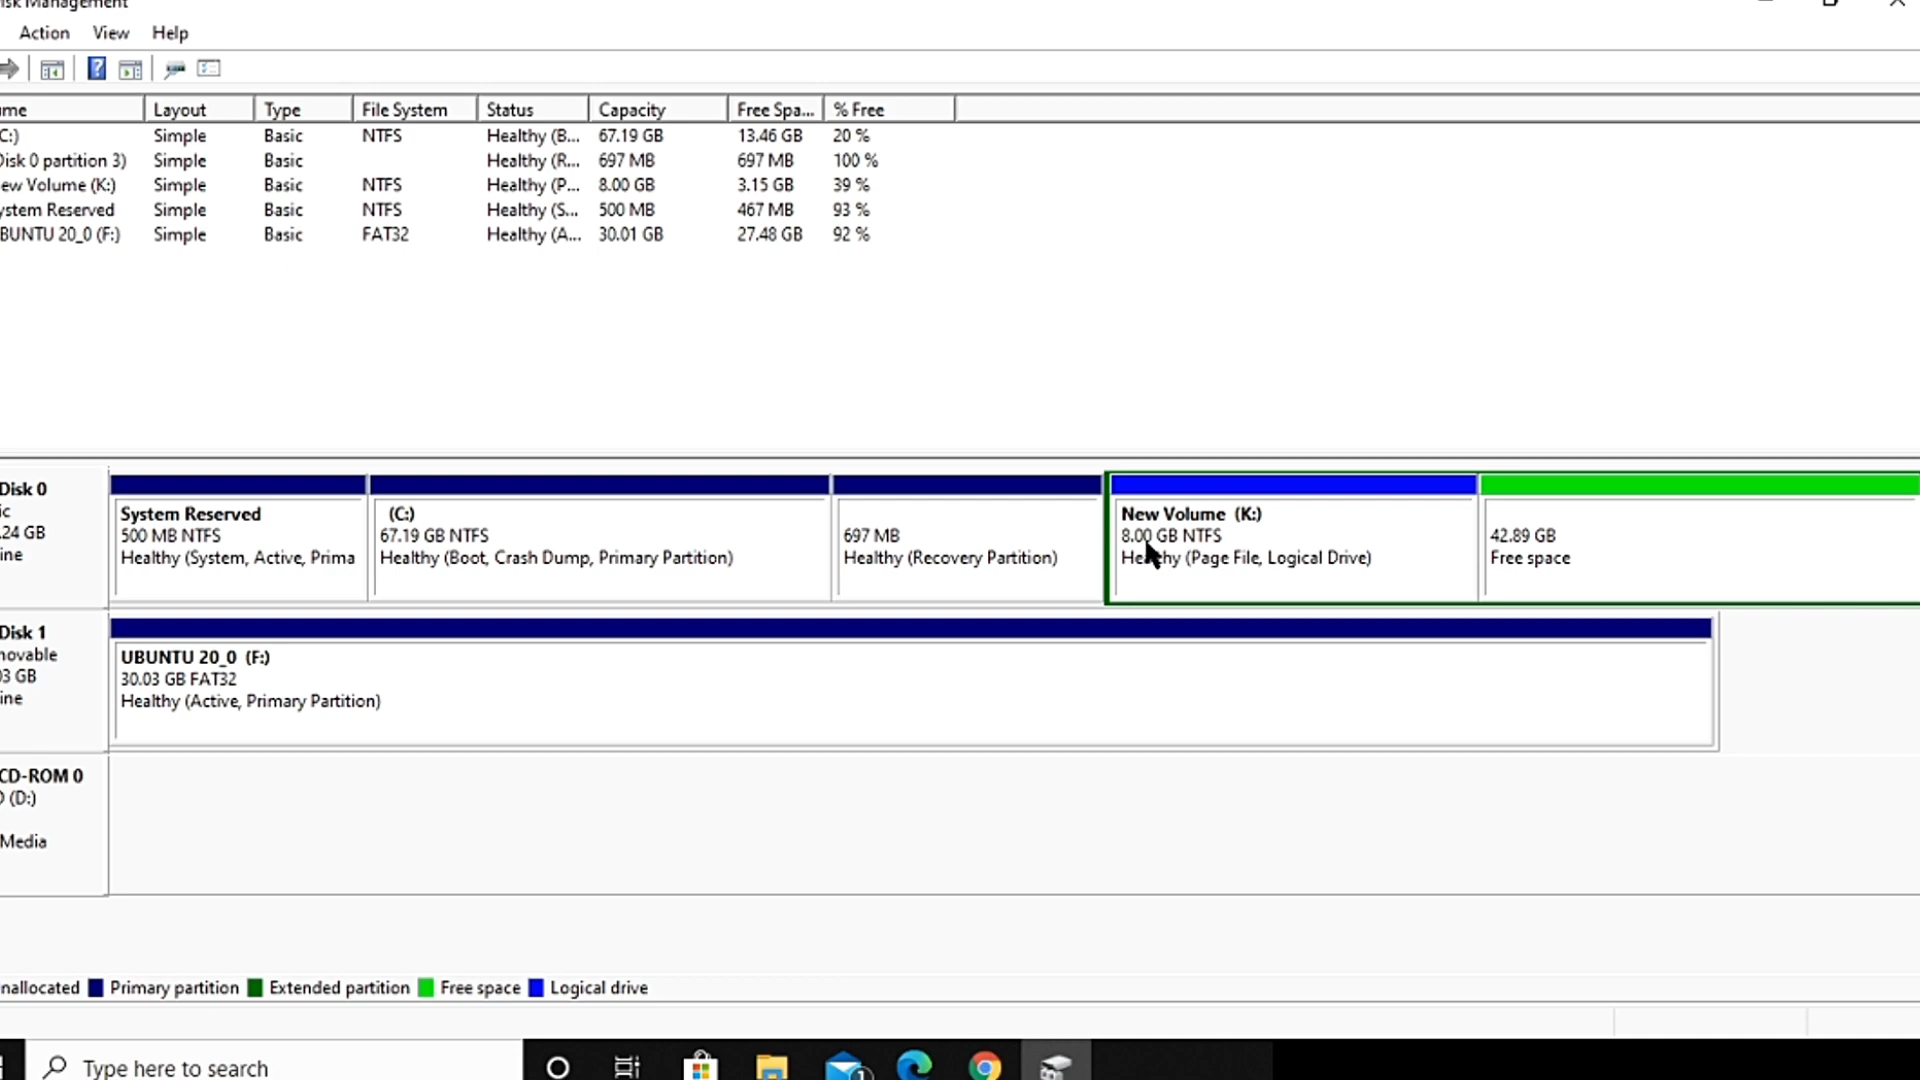 isk Management
Action View Help
me Layout Type File System Status Capacity Free Spa... % Free
C:) Simple Basic NTFS Healthy (B... 67.19 GB 13.46 GB 20 %
Disk 0 partition 3) Simple Basic Healthy (R... 697 MB 697 MB 100 %
ew Volume (K:) Simple Basic NTFS Healthy (P... 8.00 GB 3.15 GB 39 %
ystem Reserved Simple Basic NTFS Healthy (S... 500 MB 467 MB 93 %
BUNTU 20_0 (F:) Simple Basic FAT32 Healthy (A... 30.01 GB 27.48 GB 92 %
Disk 0
ic
.24 GB
ine
System Reserved
500 MB NTFS
Healthy (System, Active, Prima
(C:)
67.19 GB NTFS
Healthy (Boot, Crash Dump, Primary Partition)
697 MB
Healthy (Recovery Partition)
New Volume (K:)
8.00 GB NTFS
Healthy (Page File, Logical Drive)
42.89 GB
Free space
Disk 1
movable
03 GB
ine
UBUNTU 20_0 (F:)
30.03 GB FAT32
Healthy (Active, Primary Partition)
CD-ROM 0
(D:)
Media
nallocated Primary partition Extended partition Free space Logical drive
Type here to search
1